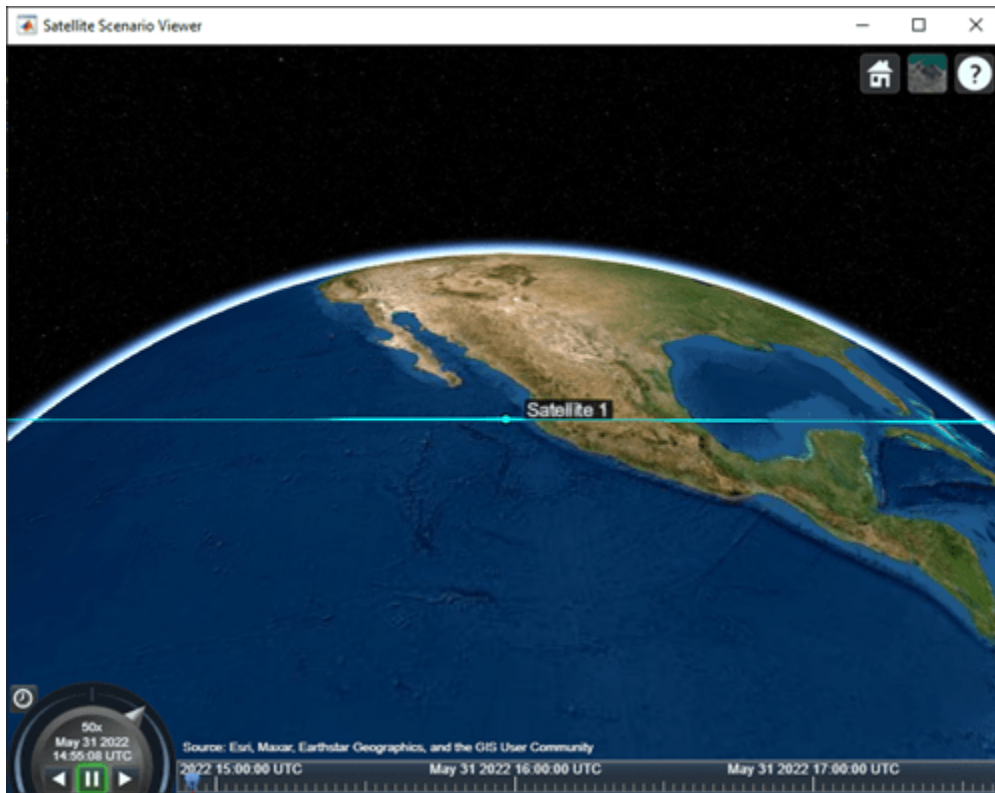 Satellite Scenario Viewer
?
Satellite 1
50x
May 31 2022
14:55:08 UTC
Source: Esri, Maxar, Earthstar Geographics, and the GIS User Community
2022 15:00:00 UTC
May 31 2022 16:00:00 UTC
May 31 2022 17:00:00 UTC